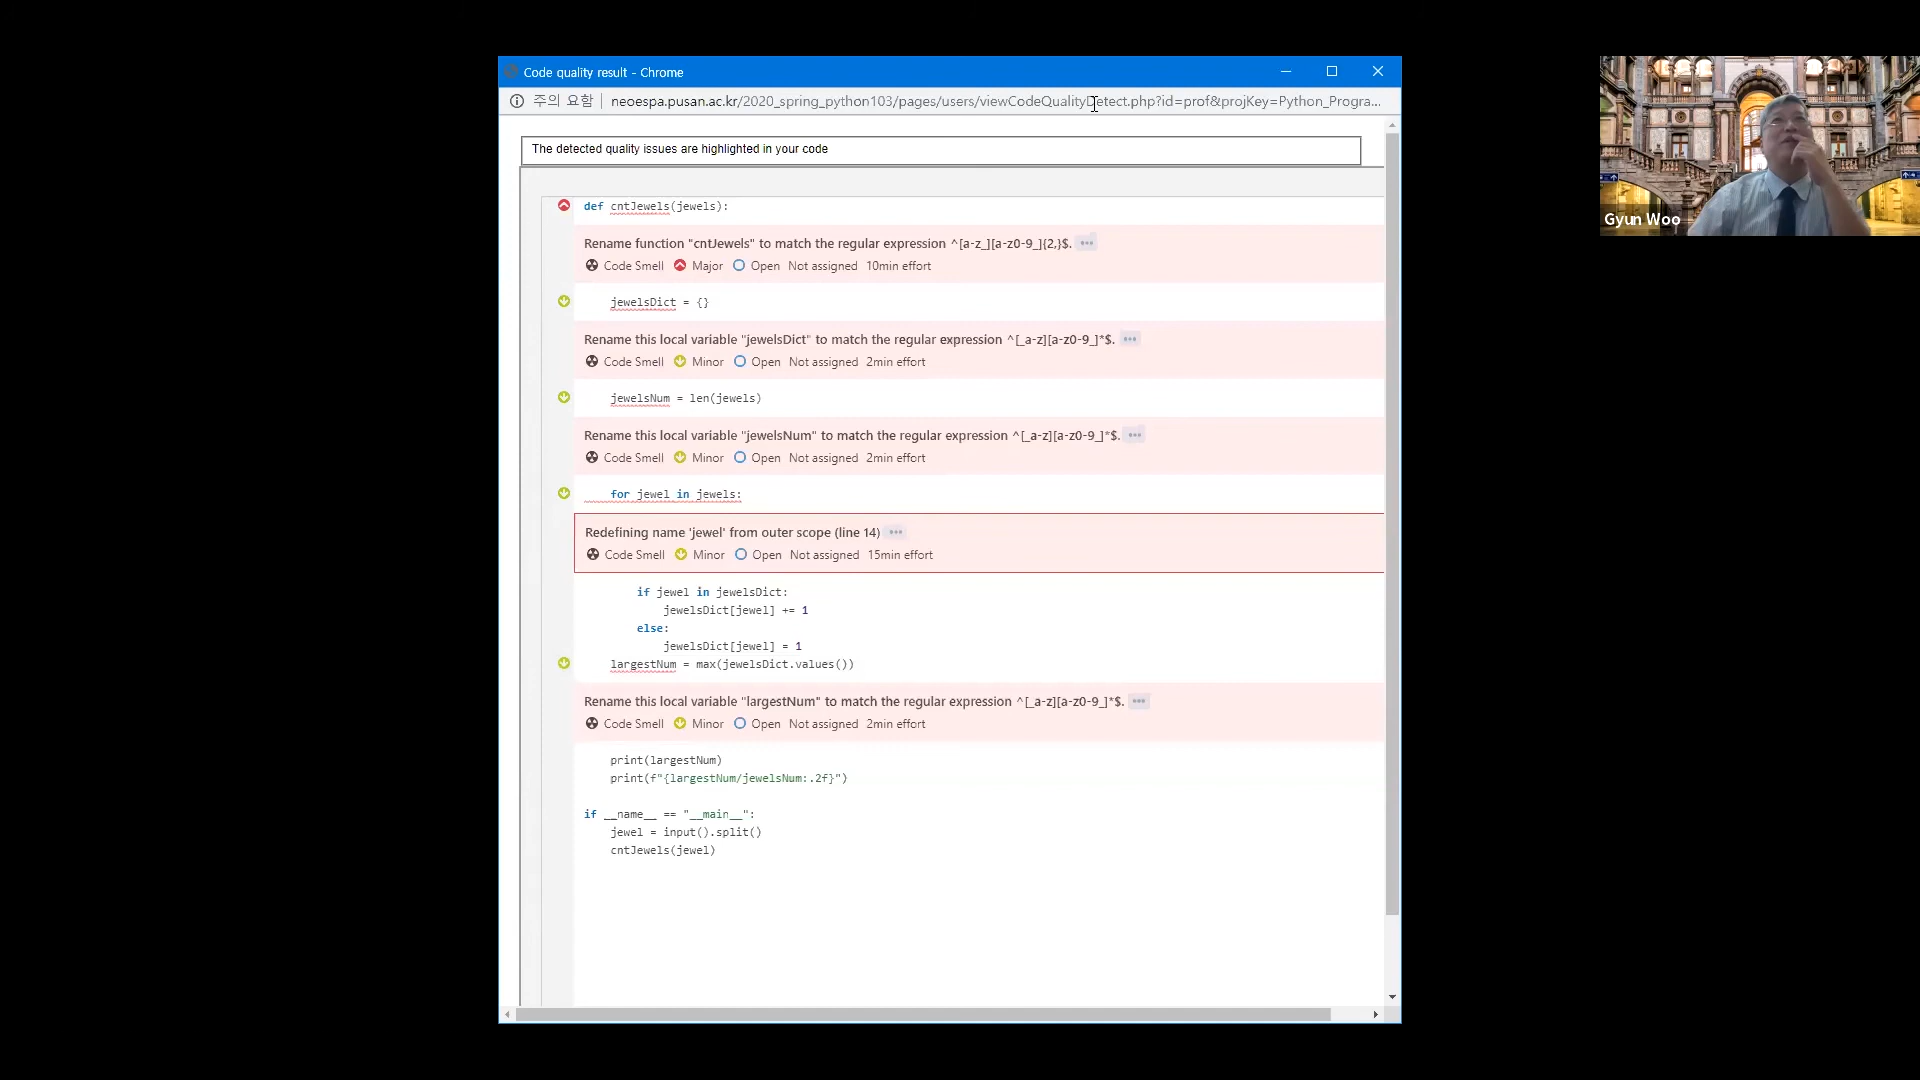 Code quality result - Chrome
주의 요함 | neoespa.pusan.ac.kr/2020_spring_python103/pages/users/viewCodeQualityDetect.php?id=prof&projKey=Python_Progra...
The detected quality issues are highlighted in your code
def cntJewels(jewels):
Rename function "cntJewels" to match the regular expression ^[a-z_][a-z0-9_]{2,}$.
Code Smell Major Open Not assigned 10min effort
jewelsDict = {}
Rename this local variable "jewelsDict" to match the regular expression ^[_a-z][a-z0-9_]*$.
Code Smell Minor Open Not assigned 2min effort
jewelsNum = len(jewels)
Rename this local variable "jewelsNum" to match the regular expression ^[_a-z][a-z0-9_]*$.
Code Smell Minor Open Not assigned 2min effort
for jewel in jewels:
Redefining name 'jewel' from outer scope (line 14)
Code Smell Minor Open Not assigned 15min effort
if jewel in jewelsDict:
jewelsDict[jewel] += 1
else:
jewelsDict[jewel] = 1
largestNum = max(jewelsDict.values())
Rename this local variable "largestNum" to match the regular expression ^[_a-z][a-z0-9_]*$.
Code Smell Minor Open Not assigned 2min effort
print(largestNum)
print(f"{largestNum/jewelsNum:.2f}")
if __name__ == "__main__":
jewel = input().split()
cntJewels(jewel)
Gyun Woo